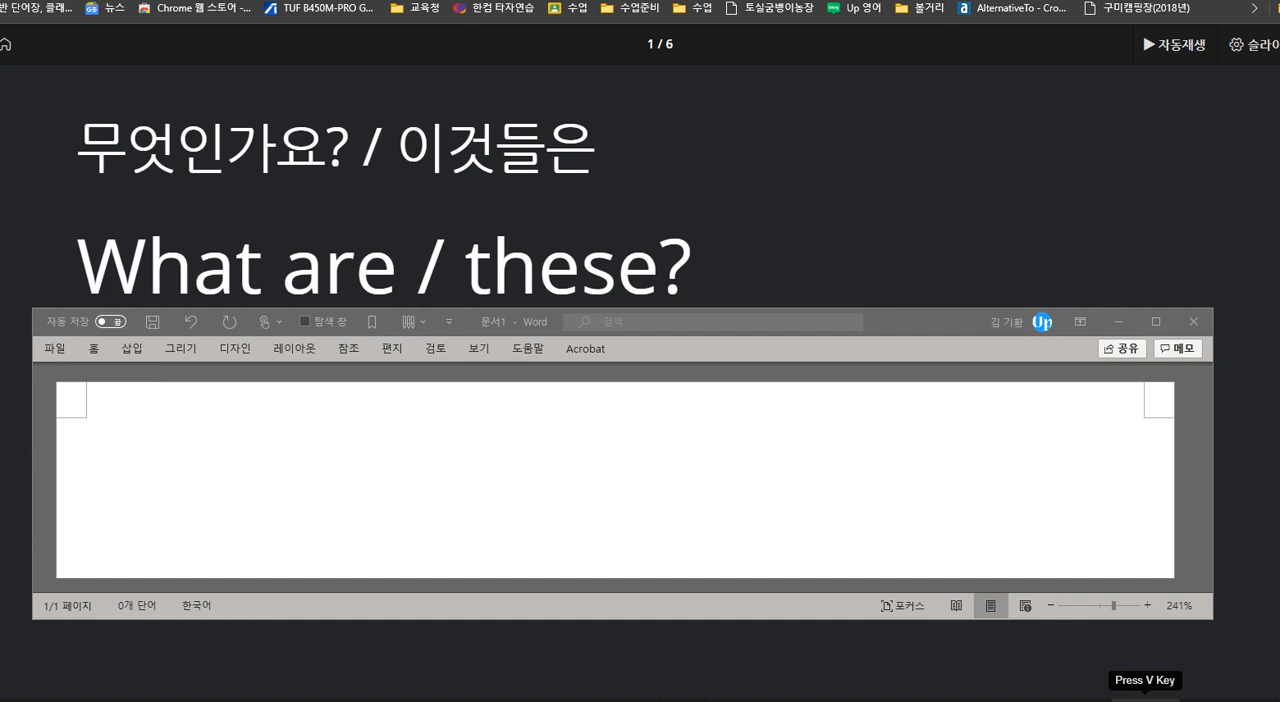 반 단어장, 클래... 뉴스 Chrome 웹 스토어 -... TUF B450M-PRO G... 교육청 한컴 타자연습 수업 수업준비 수업 토실굼벵이농장 Up 영어 볼거리 AlternativeTo - Cro... 구미캠핑장(2018년)
1 / 6 자동재생 슬라이
무엇인가요? / 이것들은
What are / these?
자동 저장 끔 탐색 창 문서1 - Word 검색 김 기환 Up
파일 홈 삽입 그리기 디자인 레이아웃 참조 편지 검토 보기 도움말 Acrobat 공유 메모
1/1 페이지 0개 단어 한국어 포커스 241%
Press V Key